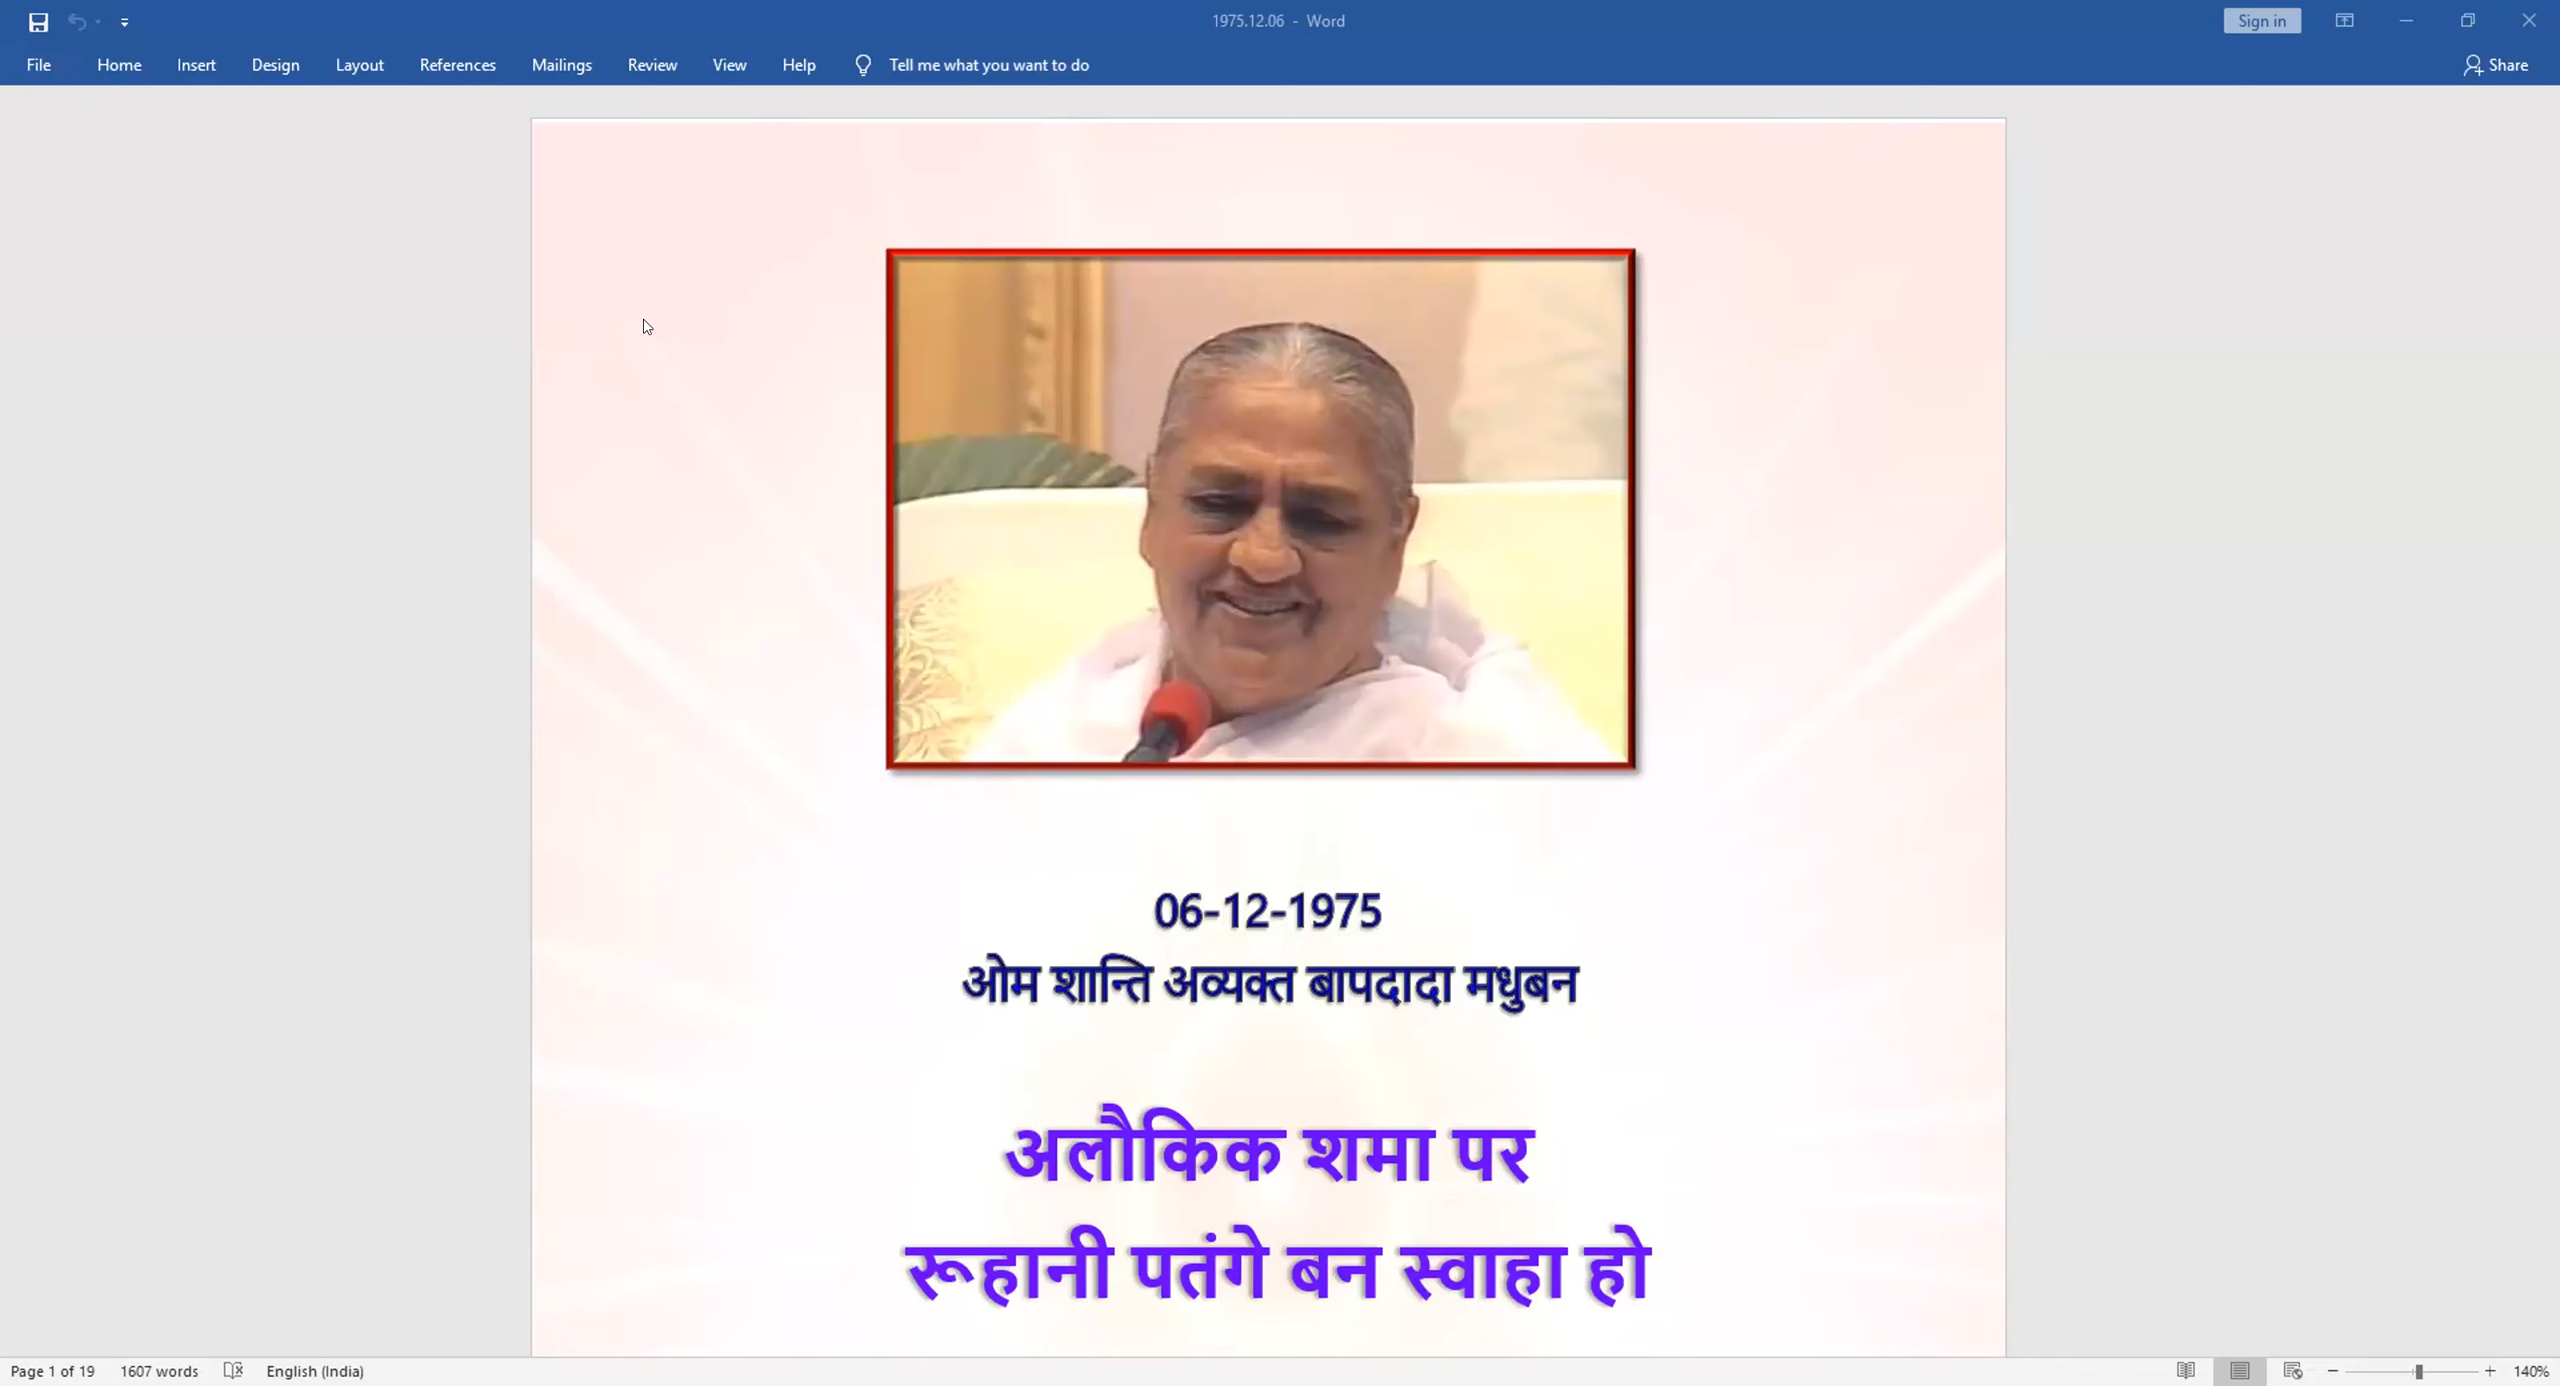 1975.12.06 - Word
Sign in
File Home Insert Design Layout References Mailings Review View Help Tell me what you want to do Share
06-12-1975
ओम शान्ति अव्यक्त बापदादा मधुबन
अलौकिक शमा पर
रूहानी पतंगे बन स्वाहा हो
Page 1 of 19 1607 words English (India) 140%